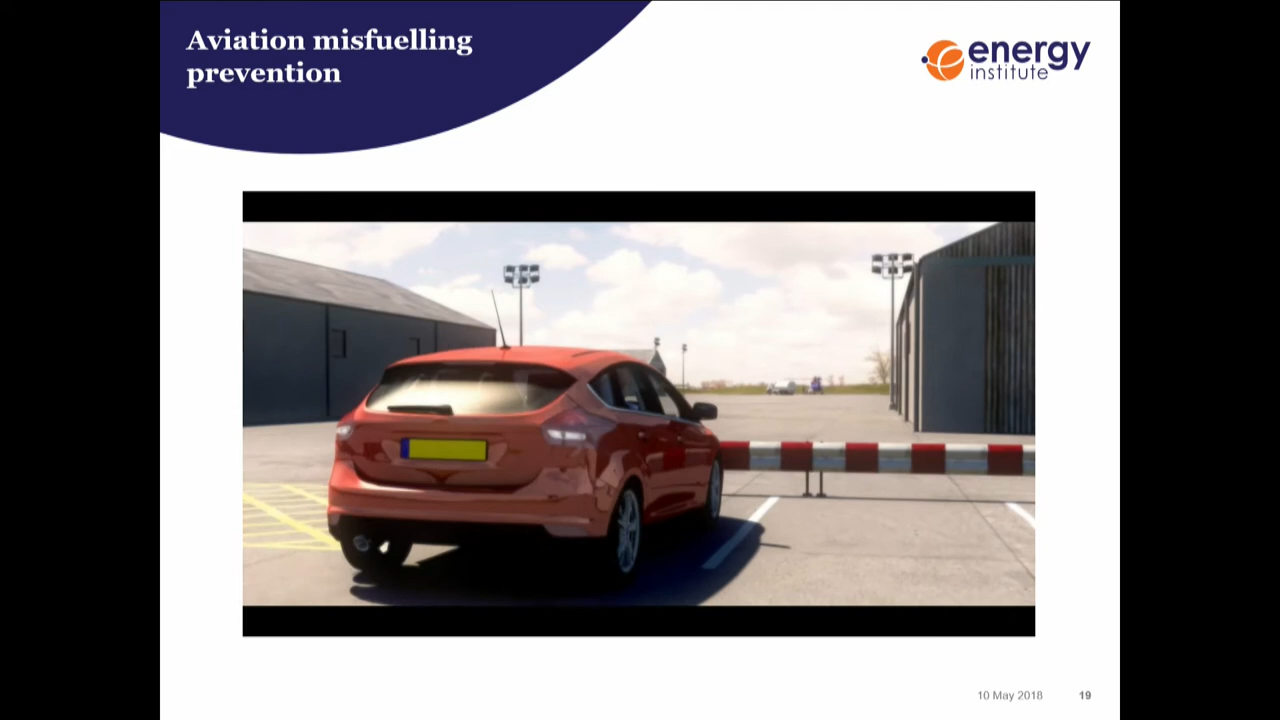 Aviation misfuelling
prevention
energy
institute
10 May 2018
19